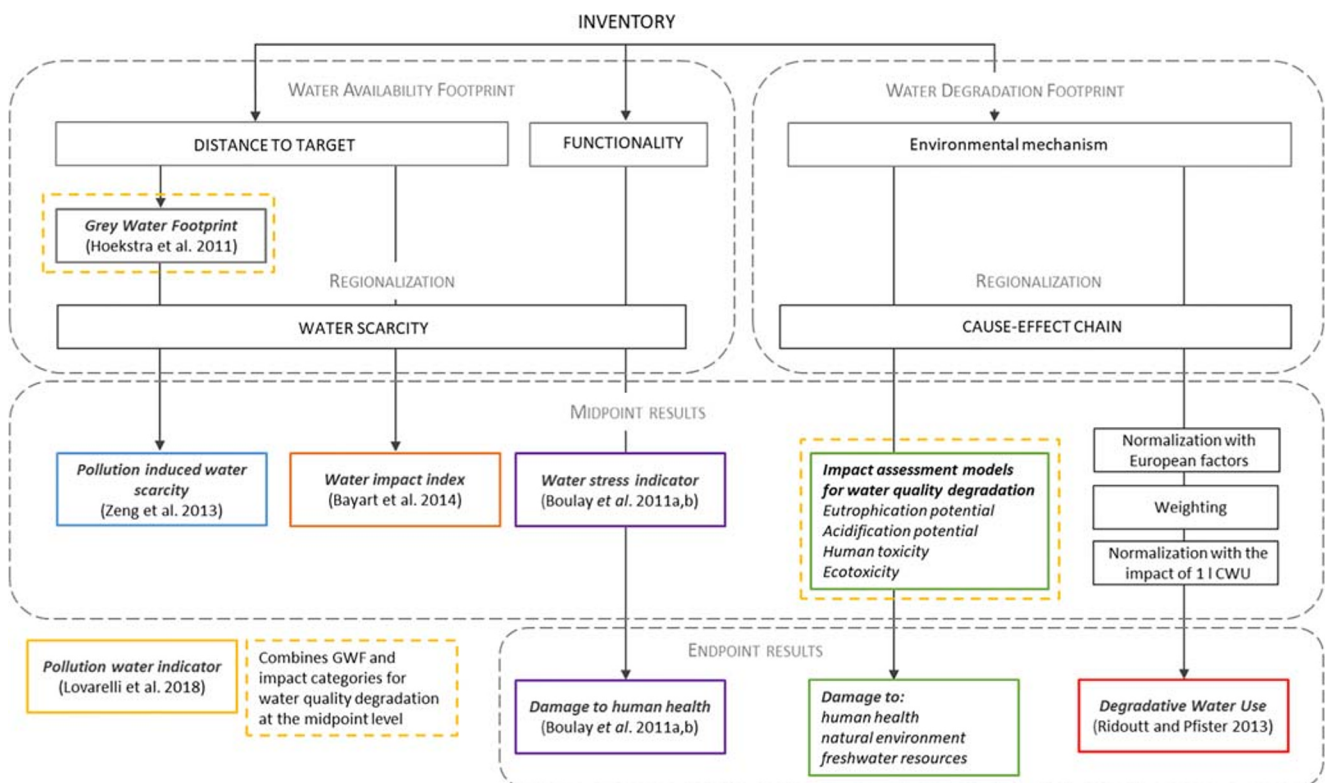 INVENTORY
WATER AVAILABILITY FOOTPRINT
WATER DEGRADATION FOOTPRINT
DISTANCE TO TARGET
FUNCTIONALITY
Environmental mechanism
Grey Water Footprint
(Hoekstra et al. 2011)
REGIONALIZATION
REGIONALIZATION
WATER SCARCITY
CAUSE-EFFECT CHAIN
MIDPOINT RESULTS
Pollution induced water
scarcity
(Zeng et al. 2013)
Water impact index
(Bayart et al. 2014)
Water stress indicator
(Boulay et al. 2011a,b)
Impact assessment models
for water quality degradation
Eutrophication potential
Acidification potential
Human toxicity
Ecotoxicity
Normalization with
European factors
Weighting
Normalization with the
impact of 1 l CWU
Pollution water indicator
(Lovarelli et al. 2018)
Combines GWF and
impact categories for
water quality degradation
at the midpoint level
ENDPOINT RESULTS
Damage to human health
(Boulay et al. 2011a,b)
Damage to:
human health
natural environment
freshwater resources
Degradative Water Use
(Ridoutt and Pfister 2013)